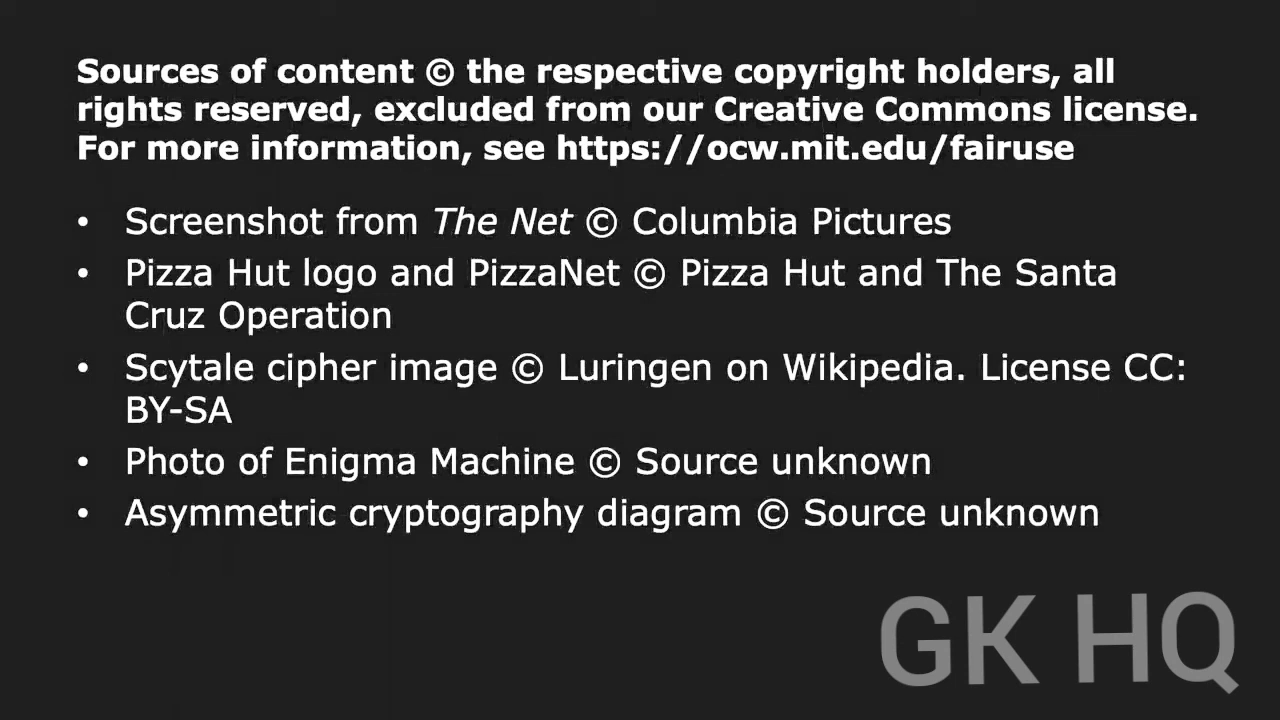 Sources of content © the respective copyright holders, all
rights reserved, excluded from our Creative Commons license.
For more information, see https://ocw.mit.edu/fairuse
• Screenshot from The Net © Columbia Pictures
• Pizza Hut logo and PizzaNet © Pizza Hut and The Santa
Cruz Operation
• Scytale cipher image © Luringen on Wikipedia. License CC:
BY-SA
• Photo of Enigma Machine © Source unknown
• Asymmetric cryptography diagram © Source unknown
GK HQ